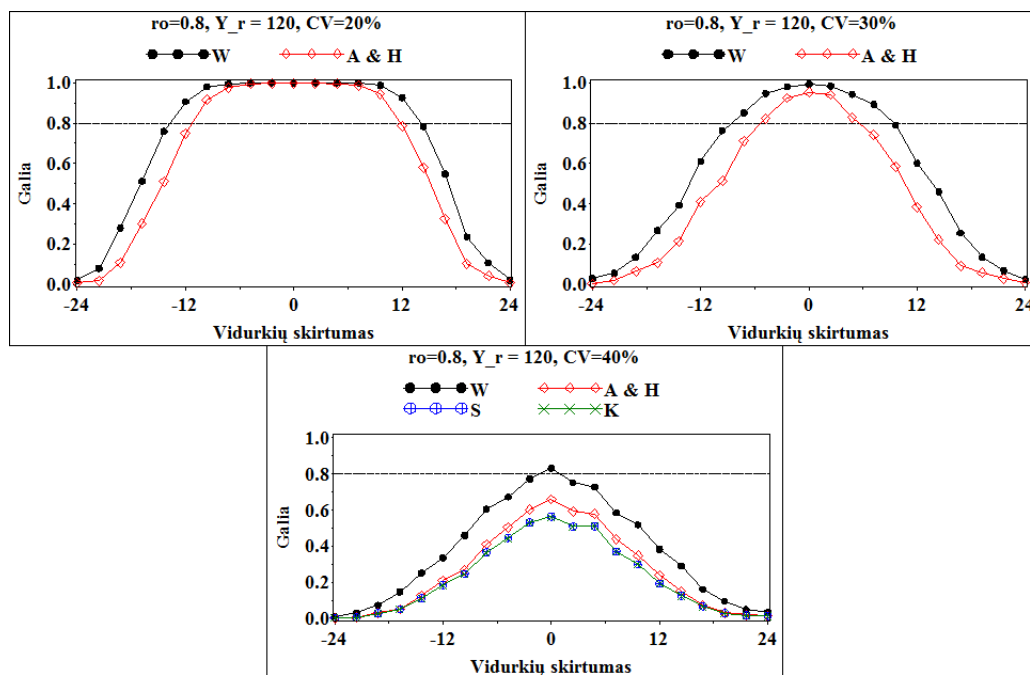 ro=0.8, Y_r = 120, CV=20%
W A & H
1.0
0.8
0.6
0.4
0.2
0.0
Galia
-24 -12 0 12 24
Vidurkių skirtumas
ro=0.8, Y_r = 120, CV=30%
W A & H
1.0
0.8
0.6
0.4
0.2
0.0
Galia
-24 -12 0 12 24
Vidurkių skirtumas
ro=0.8, Y_r = 120, CV=40%
W A & H
S K
1.0
0.8
0.6
0.4
0.2
0.0
Galia
-24 -12 0 12 24
Vidurkių skirtumas